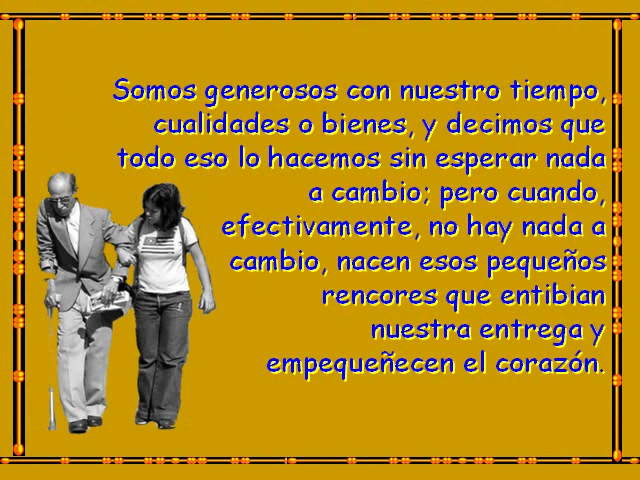 Somos generosos con nuestro tiempo,
cualidades o bienes, y decimos que
todo eso lo hacemos sin esperar nada
a cambio; pero cuando,
efectivamente, no hay nada a
cambio, nacen esos pequeños
rencores que entibian
nuestra entrega y
empequeñecen el corazón.